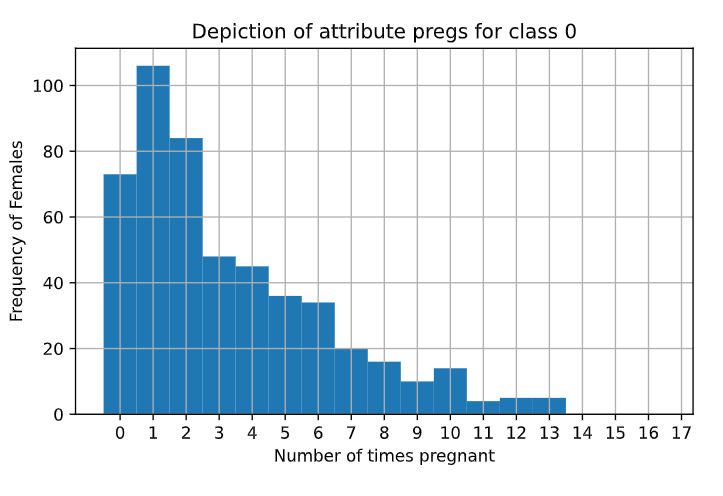 Depiction of attribute pregs for class 0
Frequency of Females
100
80
60
40
20
0
0 1 2 3 4 5 6 7 8 9 10 11 12 13 14 15 16 17
Number of times pregnant